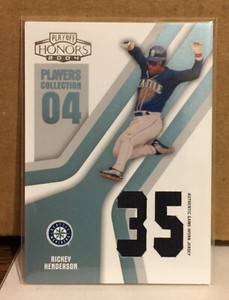 PLAYOFF
HONORS
2004
PLAYERS
COLLECTION
04
SEATTLE
35
AUTHENTIC GAME WORN JERSEY
RICKEY
HENDERSON